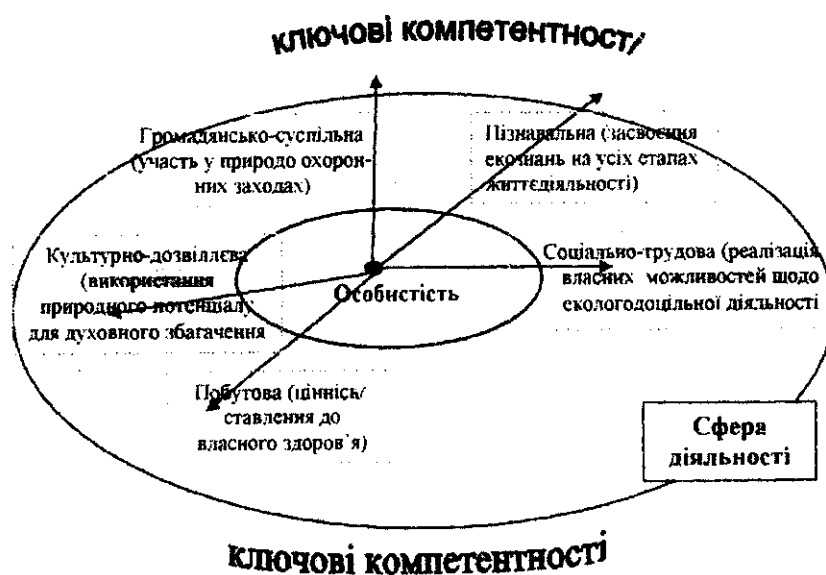 ключові компетентності
Громадянсько-суспільна
(участь у природо охорон-
них заходах)
Пізнавальна (засвоєння
екознань на усіх етапах
життєдіяльності)
Культурно-дозвіллєва
(використання
природного потенціалу
для духовного збагачення
Особистість
Соціально-трудова (реалізація
власних можливостей щодо
екологодоцільної діяльності
Побутова (ціннісь/
ставлення до
власного здоров`я)
Сфера
діяльності
ключові компетентності